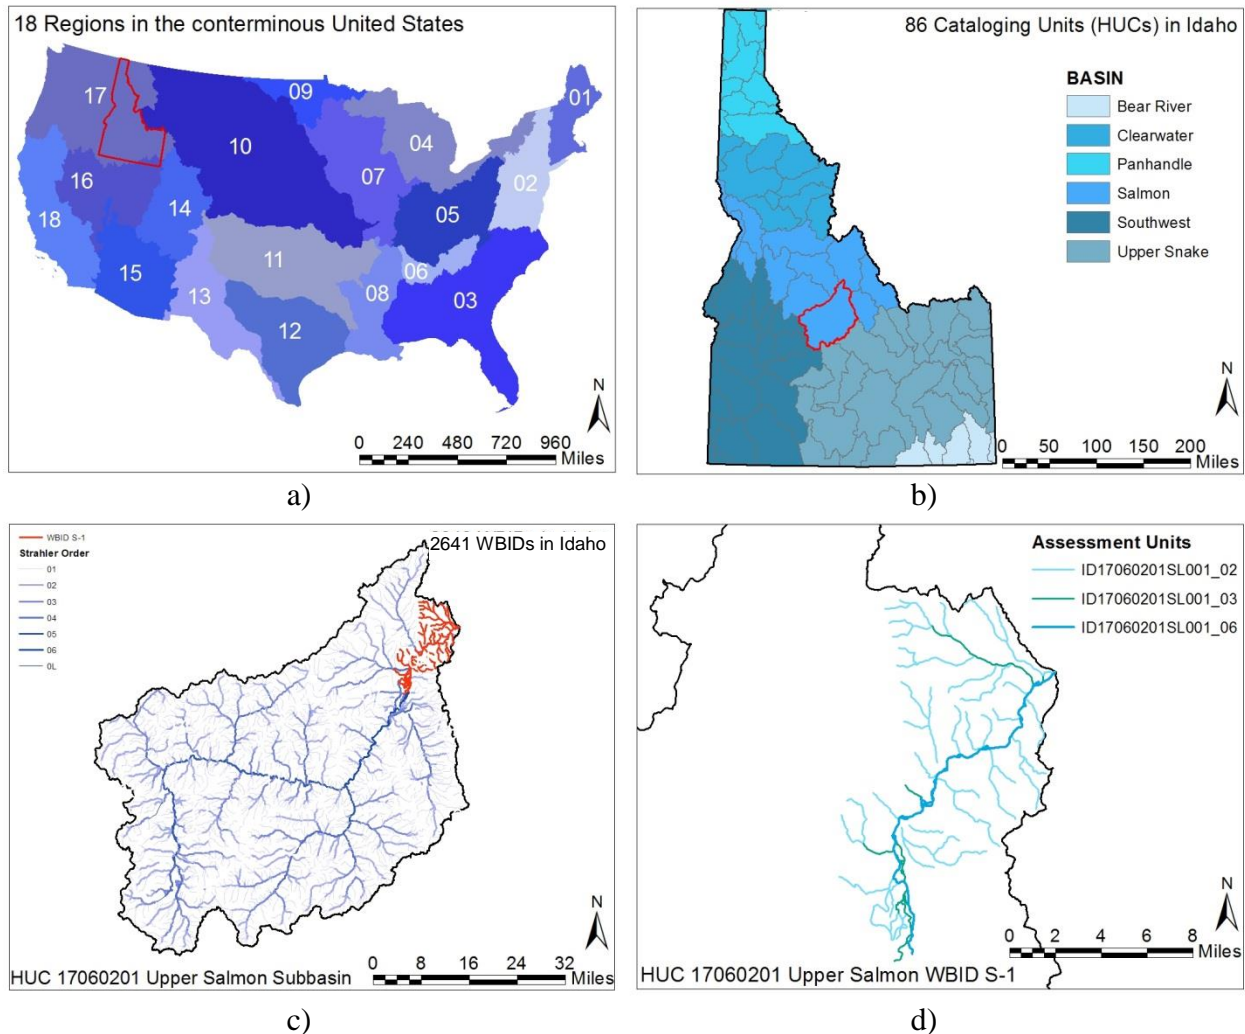 18 Regions in the conterminous United States
01
02
03
04
05
06
07
08
09
10
11
12
13
14
15
16
17
18
N
0 240 480 720 960
Miles
a)
86 Cataloging Units (HUCs) in Idaho
BASIN
Bear River
Clearwater
Panhandle
Salmon
Southwest
Upper Snake
N
0 50 100 150 200
Miles
b)
WBID S-1
Strahler Order
01
02
03
04
05
06
0L
2641 WBIDs in Idaho
N
HUC 17060201 Upper Salmon Subbasin
0 8 16 24 32
Miles
c)
Assessment Units
ID17060201SL001_02
ID17060201SL001_03
ID17060201SL001_06
N
0 2 4 6 8
Miles
HUC 17060201 Upper Salmon WBID S-1
d)